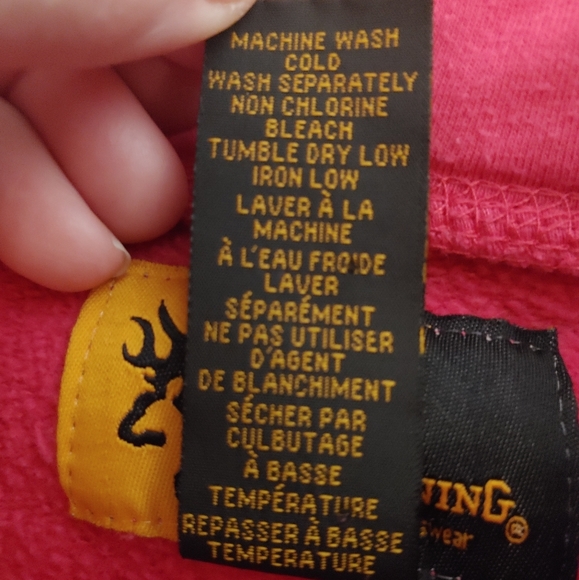 MACHINE WASH
COLD
WASH SEPARATELY
NON CHLORINE
BLEACH
TUMBLE DRY LOW
IRON LOW
LAVER À LA
MACHINE
À L'EAU FROIDE
LAVER
SÉPARÉMENT
NE PAS UTILISER
D'AGENT
DE BLANCHIMENT
SÉCHER PAR
CULBUTAGE
À BASSE
TEMPÉRATURE
REPASSER À BASSE
TEMPERATURE
NING®
swear